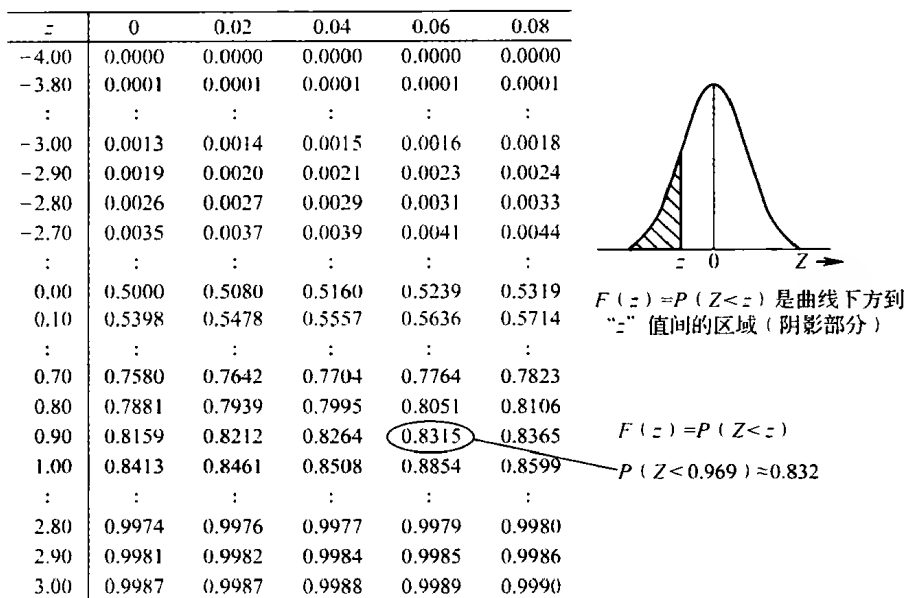 z 0 0.02 0.04 0.06 0.08
-4.00 0.0000 0.0000 0.0000 0.0000 0.0000
-3.80 0.0001 0.0001 0.0001 0.0001 0.0001
: : : : : :
-3.00 0.0013 0.0014 0.0015 0.0016 0.0018
-2.90 0.0019 0.0020 0.0021 0.0023 0.0024
-2.80 0.0026 0.0027 0.0029 0.0031 0.0033
-2.70 0.0035 0.0037 0.0039 0.0041 0.0044
: : : : : :
0.00 0.5000 0.5080 0.5160 0.5239 0.5319
0.10 0.5398 0.5478 0.5557 0.5636 0.5714
: : : : : :
0.70 0.7580 0.7642 0.7704 0.7764 0.7823
0.80 0.7881 0.7939 0.7995 0.8051 0.8106
0.90 0.8159 0.8212 0.8264 0.8315 0.8365
1.00 0.8413 0.8461 0.8508 0.8854 0.8599
: : : : : :
2.80 0.9974 0.9976 0.9977 0.9979 0.9980
2.90 0.9981 0.9982 0.9984 0.9985 0.9986
3.00 0.9987 0.9987 0.9988 0.9989 0.9990
z 0 Z
F(z)=P(Z<z)是曲线下方到
“z”值间的区域(阴影部分)
F(z)=P(Z<z)
P(Z<0.969)≈0.832